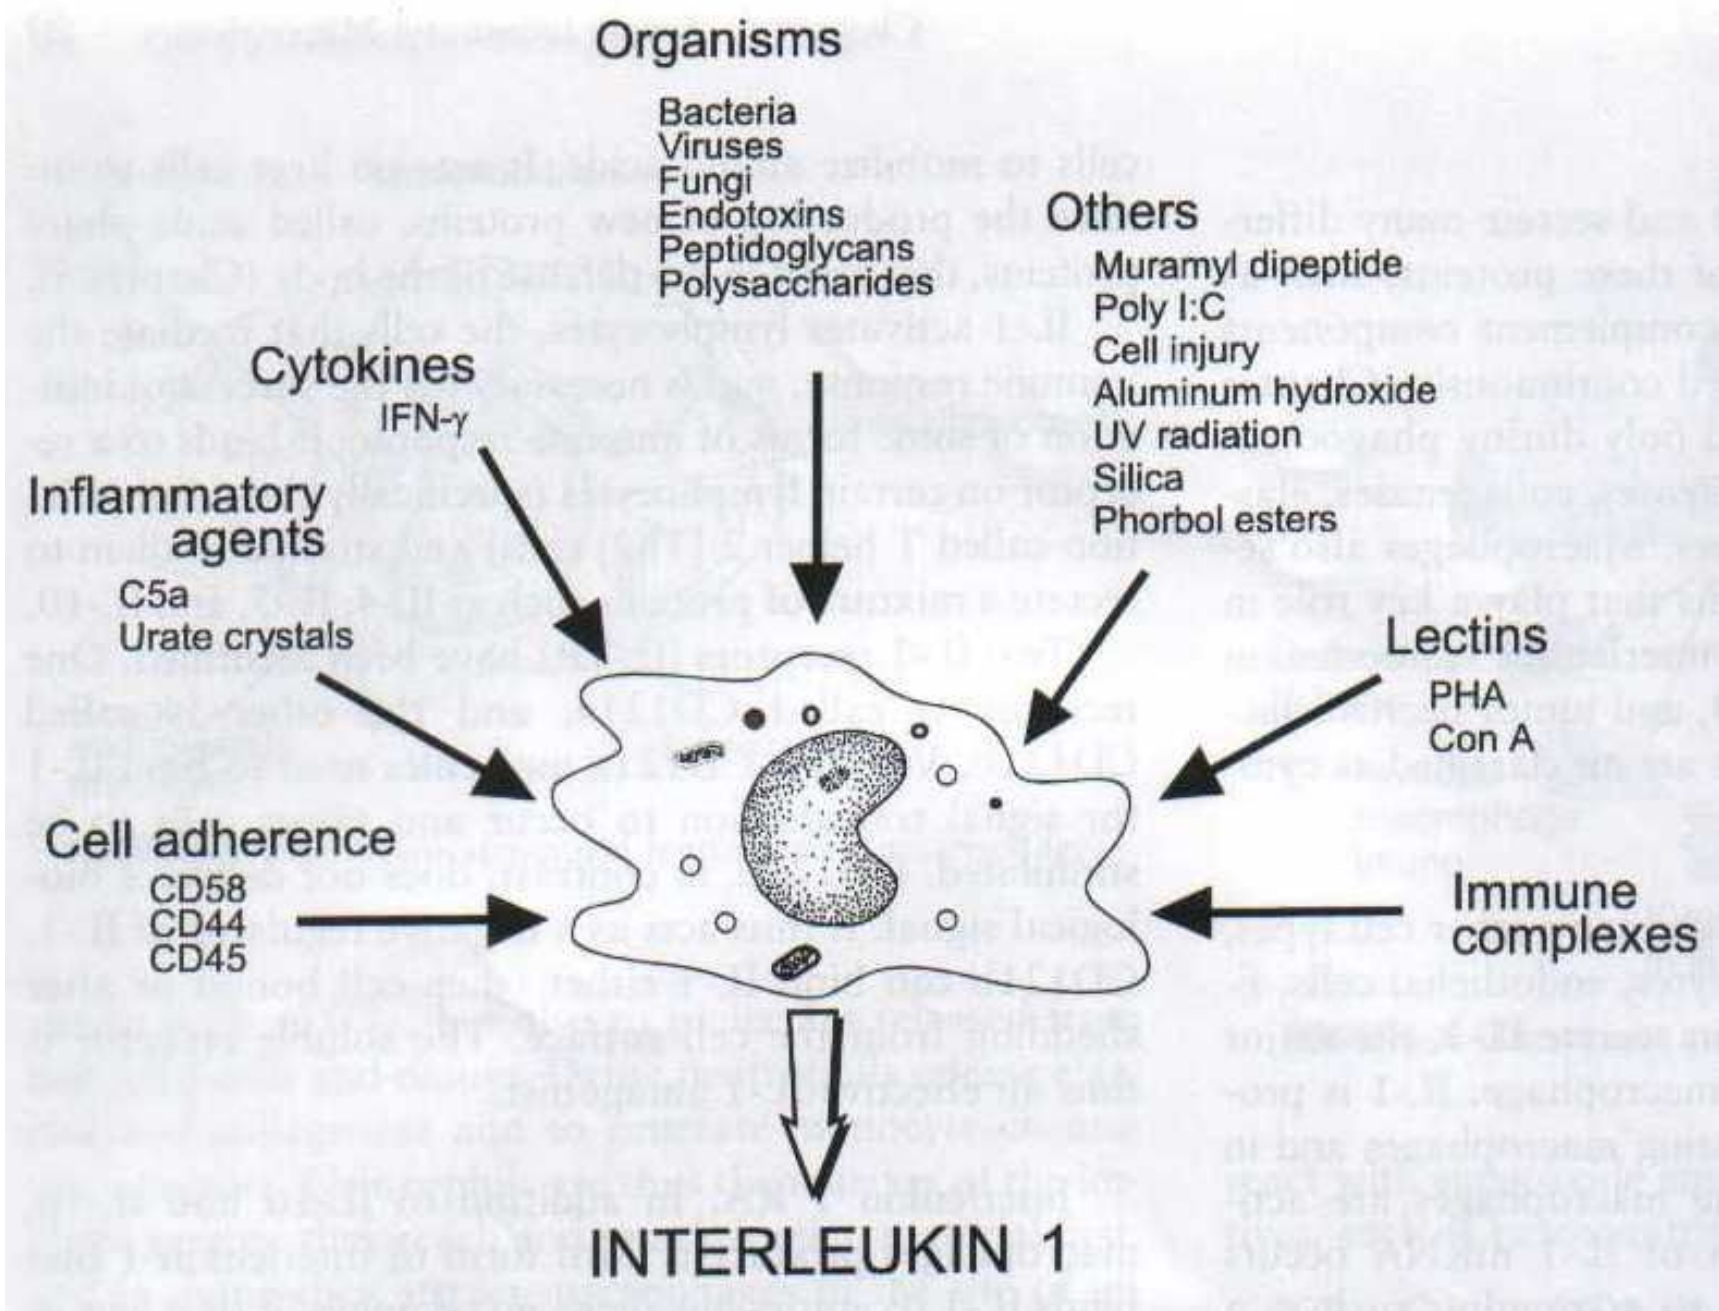 Organisms
Bacteria
Viruses
Fungi
Endotoxins
Peptidoglycans
Polysaccharides
Others
Muramyl dipeptide
Poly I:C
Cell injury
Aluminum hydroxide
UV radiation
Silica
Phorbol esters
Cytokines
IFN-γ
Inflammatory
agents
C5a
Urate crystals
Lectins
PHA
Con A
Cell adherence
CD58
CD44
CD45
Immune
complexes
INTERLEUKIN 1